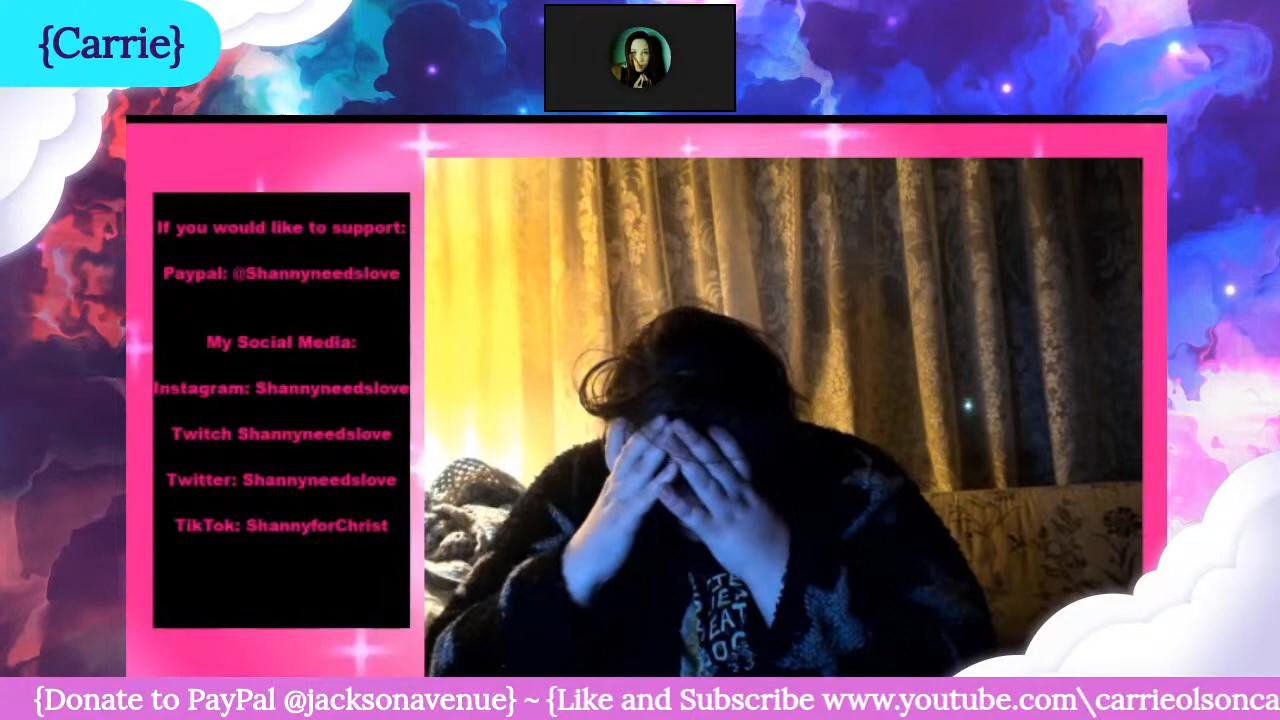 {Carrie}
If you would like to support:
Paypal: @Shannyneedslove
My Social Media:
Instagram: Shannyneedslove
Twitch Shannyneedslove
Twitter: Shannyneedslove
TikTok: ShannyforChrist
{Donate to PayPal @jacksonavenue} ~ {Like and Subscribe www.youtube.com\carrieolsonca